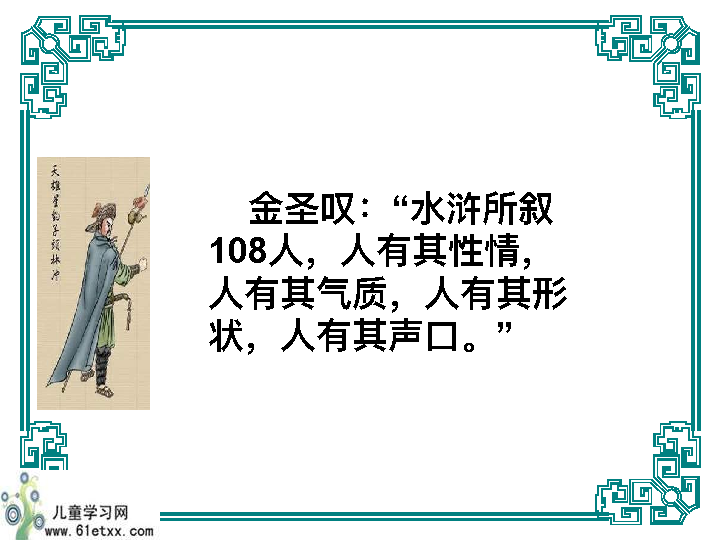 天雄星豹子頭林冲
金圣叹：“水浒所叙
108人，人有其性情，
人有其气质，人有其形
状，人有其声口。”
儿童学习网
www.61etxx.com